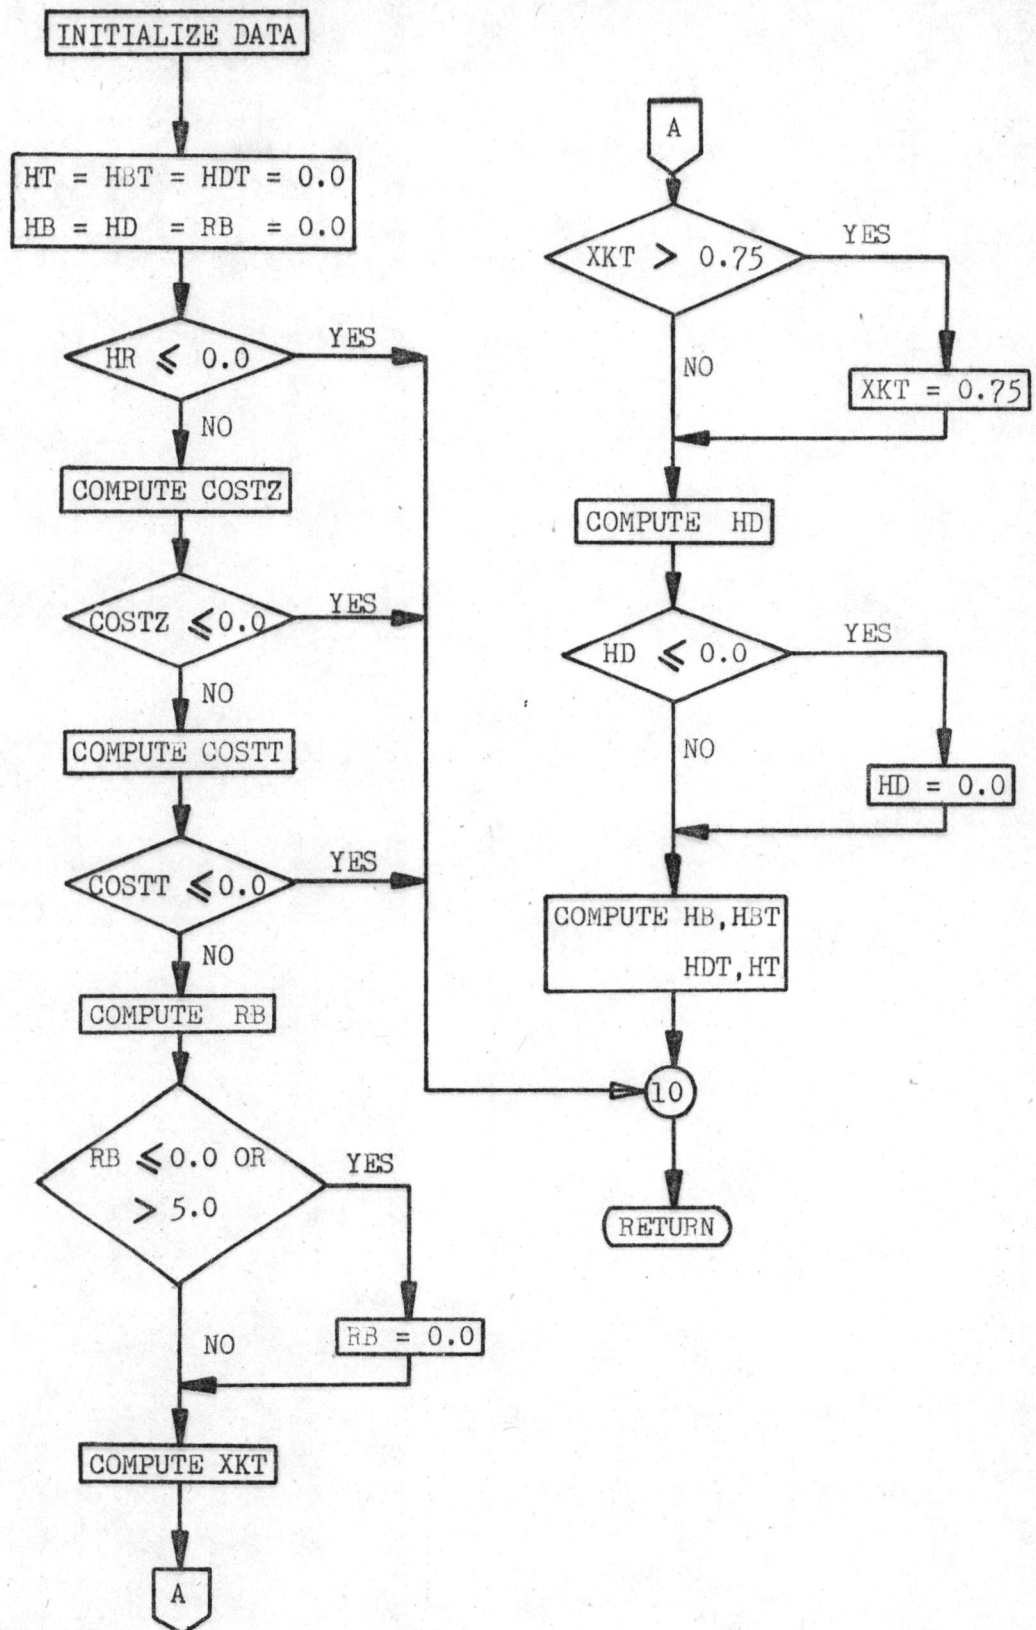 INITIALIZE DATA
HT = HBT = HDT = 0.0
HB = HD = RB = 0.0
HR ⩽ 0.0
YES
NO
COMPUTE COSTZ
COSTZ ⩽ 0.0
YES
NO
COMPUTE COSTT
COSTT ⩽ 0.0
YES
NO
COMPUTE RB
RB ⩽ 0.0 OR
> 5.0
YES
NO
RB = 0.0
COMPUTE XKT
A
A
XKT > 0.75
YES
NO
XKT = 0.75
COMPUTE HD
HD ⩽ 0.0
YES
NO
HD = 0.0
COMPUTE HB,HBT
HDT,HT
10
RETURN